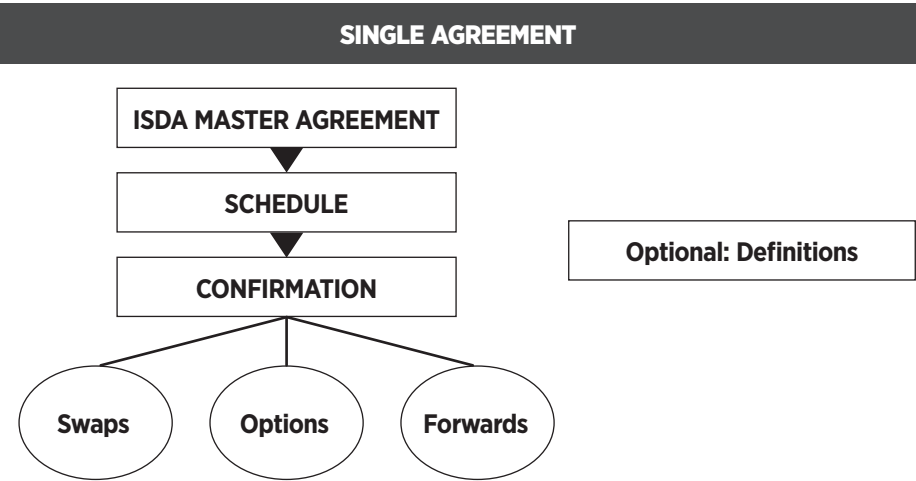 SINGLE AGREEMENT
ISDA MASTER AGREEMENT
SCHEDULE
Optional: Definitions
CONFIRMATION
Swaps
Options
Forwards